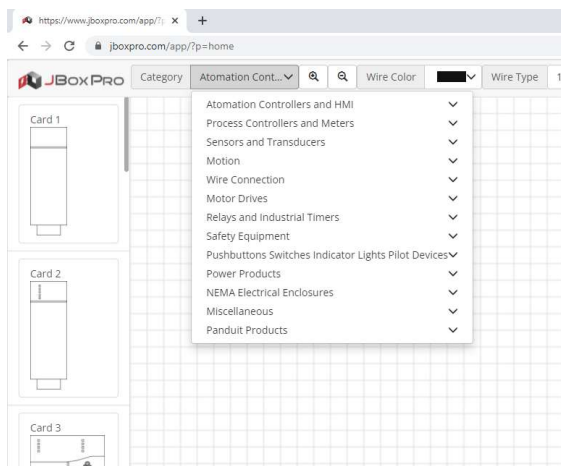 https://www.jboxpro.com/app/?
jboxpro.com/app/?p=home
JBOXPRO
Category
Atomation Cont...
Wire Color
Wire Type
1
Atomation Controllers and HMI
Process Controllers and Meters
Sensors and Transducers
Motion
Wire Connection
Motor Drives
Relays and Industrial Timers
Safety Equipment
Pushbuttons Switches Indicator Lights Pilot Devices
Power Products
NEMA Electrical Enclosures
Miscellaneous
Panduit Products
Card 1
Card 2
Card 3